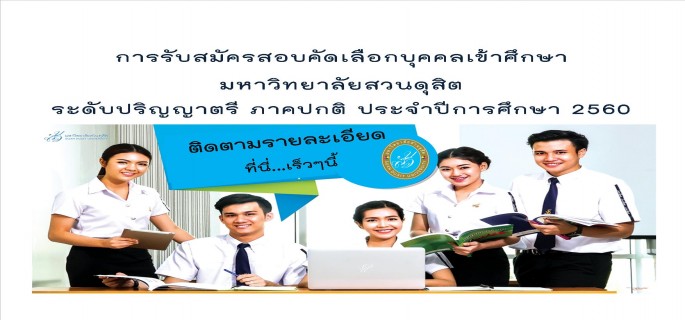 การรับสมัครสอบคัดเลือกบุคคลเข้าศึกษา
มหาวิทยาลัยสวนดุสิต
ระดับปริญญาตรี ภาคปกติ ประจำปีการศึกษา 2560
ติดตามรายละเอียด
ที่นี่...เร็วๆนี้